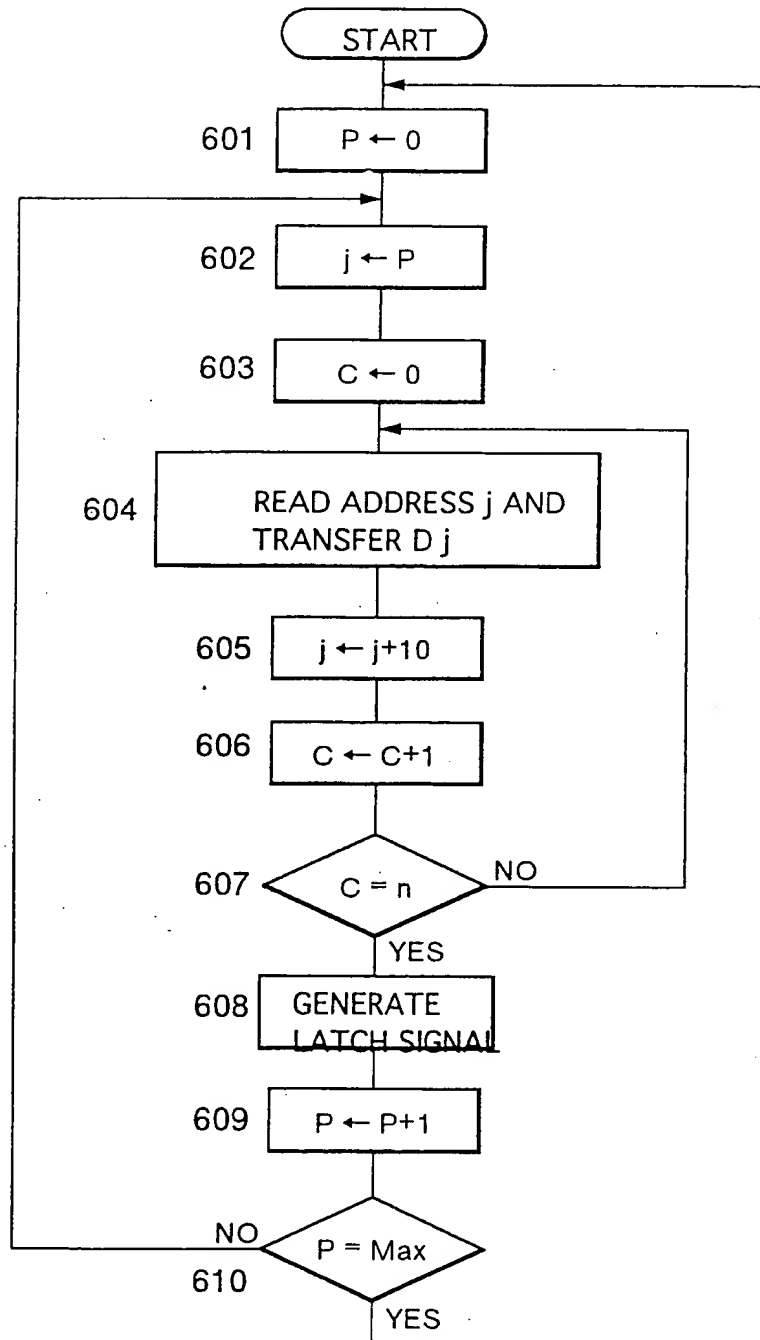 START
601
P ← 0
602
j ← P
603
C ← 0
604
READ ADDRESS j AND
TRANSFER D j
605
j ← j+10
606
C ← C+1
607
C = n
NO
YES
608
GENERATE
LATCH SIGNAL
609
P ← P+1
NO
P = Max
610
YES